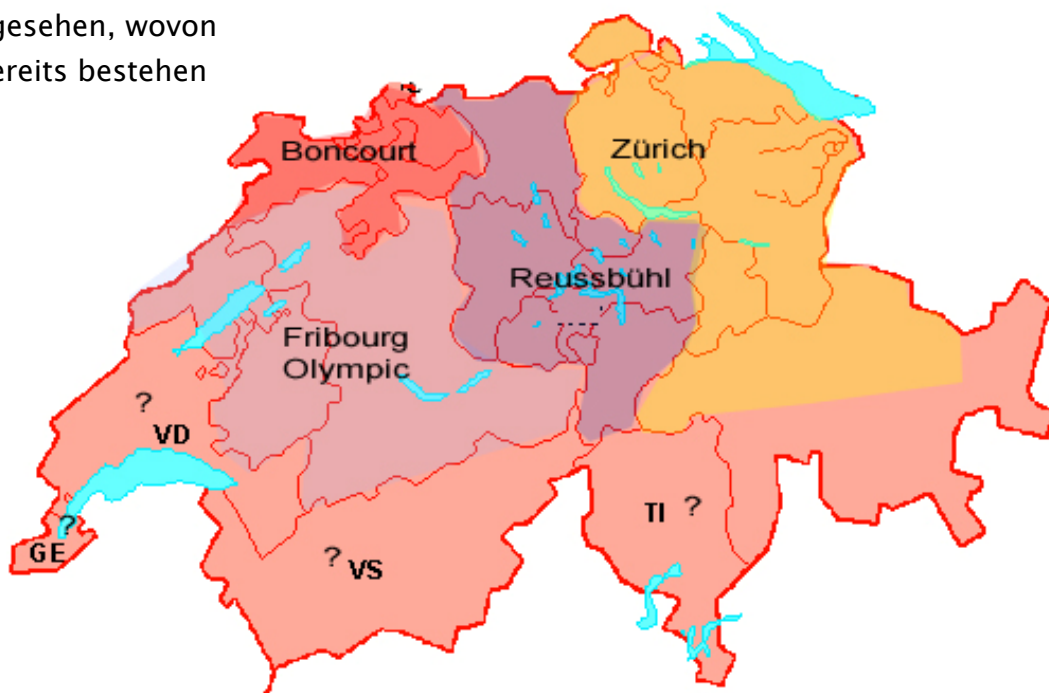 gesehen, wovon
ereits bestehen
Boncourt
Zürich
Reussbühl
Fribourg
Olympic
?
VD
?
GE
?
VS
TI ?